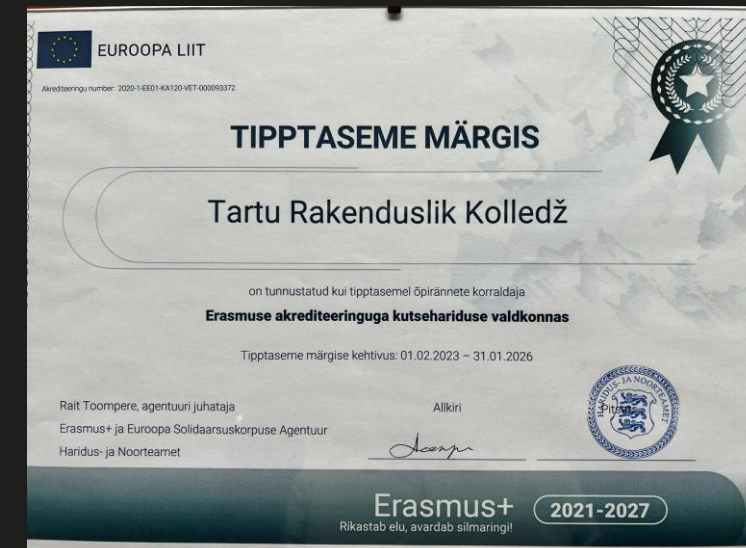 EUROOPA LIIT
Akrediteeringu number: 2020-1-EE01-KA120-VET-000093372
TIPPTASEME MÄRGIS
Tartu Rakenduslik Kolledž
on tunnustatud kui tipptasemel õpirännete korraldaja
Erasmuse akrediteeringuga kutsehariduse valdkonnas
Tipptaseme märgise kehtivus: 01.02.2023 – 31.01.2026
Rait Toompere, agentuuri juhataja
Erasmus+ ja Euroopa Solidaarsuskorpuse Agentuur
Haridus- ja Noorteamet
Allkiri
Pitsat
HARIDUS- JA NOORTEAMET
Erasmus+
Rikastab elu, avardab silmaringi!
2021-2027